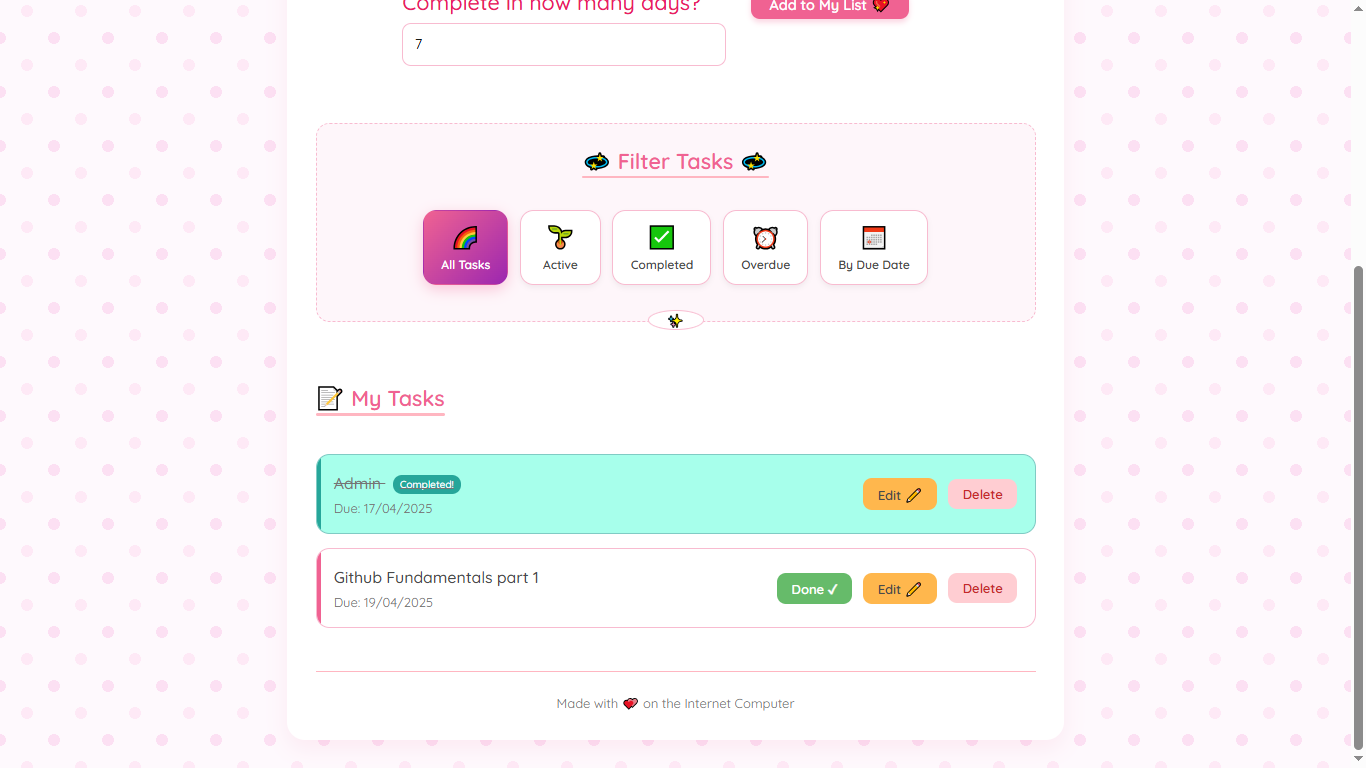 Complete in how many days?
Add to My List
7
Filter Tasks
All Tasks
Active
Completed
Overdue
By Due Date
My Tasks
Admin Completed!
Due: 17/04/2025
Edit
Delete
Github Fundamentals part 1
Due: 19/04/2025
Done ✓
Edit
Delete
Made with ❤️ on the Internet Computer